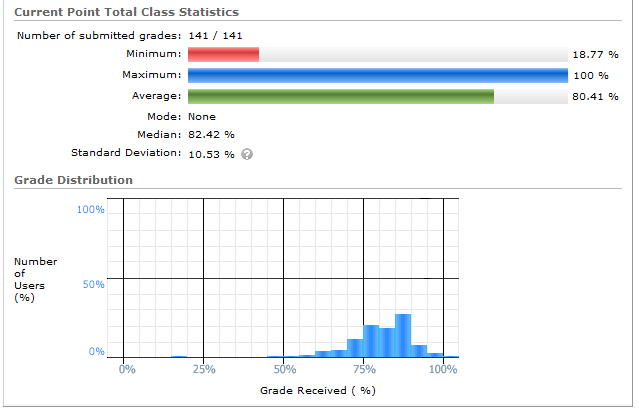 Current Point Total Class Statistics
Number of submitted grades: 141 / 141
Minimum: 18.77 %
Maximum: 100 %
Average: 80.41 %
Mode: None
Median: 82.42 %
Standard Deviation: 10.53 % ?
Grade Distribution
100%
Number
of
Users
(%)
50%
0%
0% 25% 50% 75% 100%
Grade Received ( %)